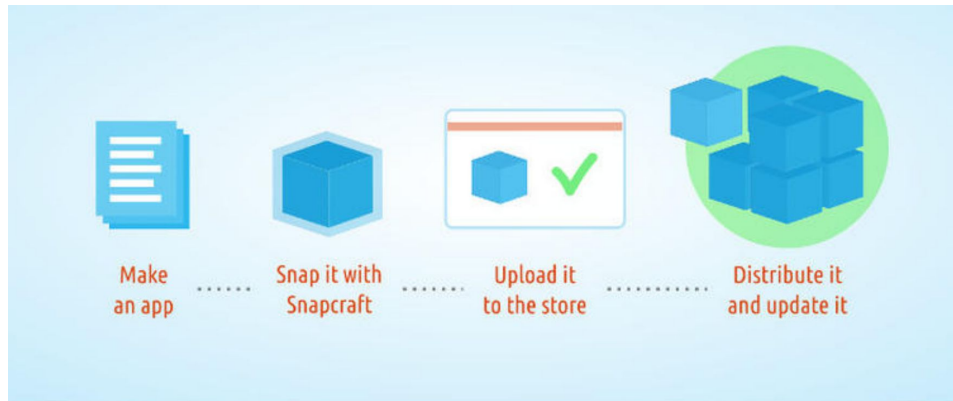 Make
an app
Snap it with
Snapcraft
Upload it
to the store
Distribute it
and update it